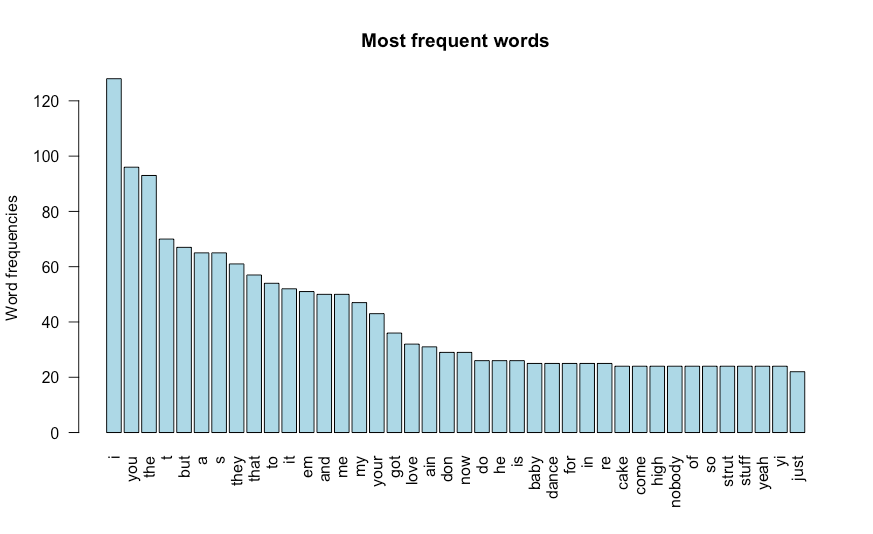 Most frequent words
Word frequencies
120
100
80
60
40
20
0
i
you
the
t
but
a
s
they
that
to
it
em
and
me
my
your
got
love
ain
don
now
do
he
is
baby
dance
for
in
re
cake
come
high
nobody
of
so
strut
stuff
yeah
yi
just